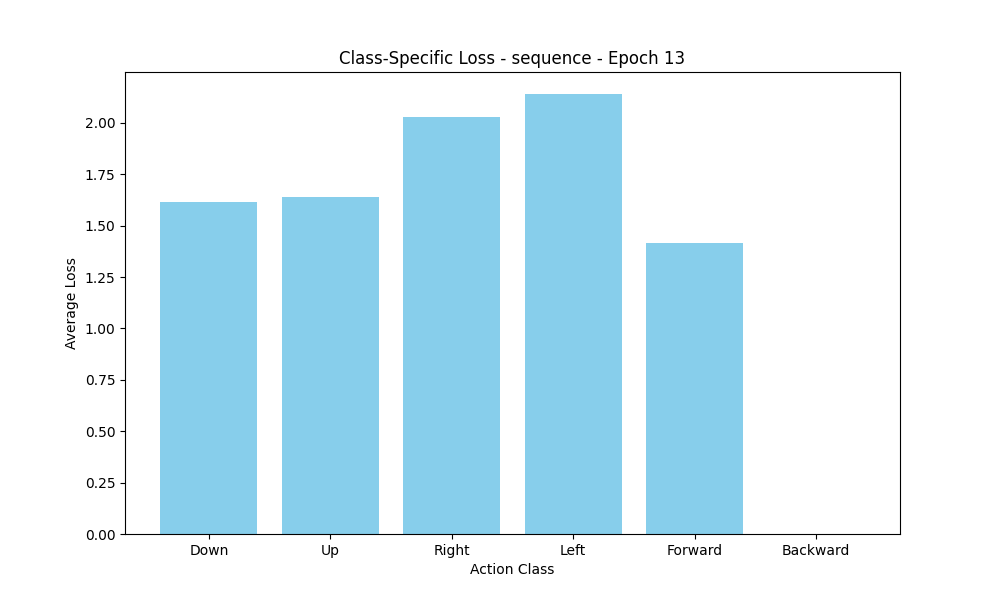 Class-Specific Loss - sequence - Epoch 13
2.00
1.75
1.50
1.25
1.00
0.75
0.50
0.25
0.00
Average Loss
Down Up Right Left Forward Backward
Action Class